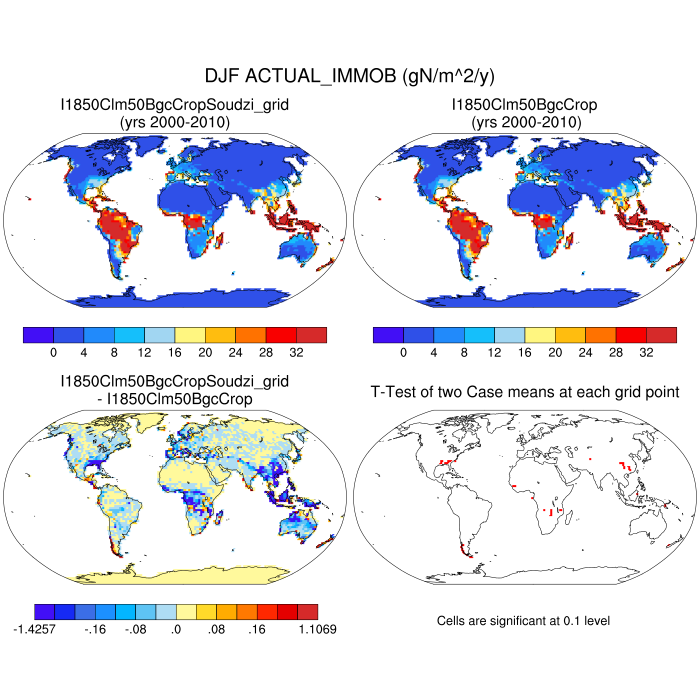 DJF ACTUAL_IMMOB (gN/m^2/y)
I1850Clm50BgcCropSoudzi_grid
(yrs 2000-2010)
I1850Clm50BgcCrop
(yrs 2000-2010)
0 4 8 12 16 20 24 28 32
0 4 8 12 16 20 24 28 32
I1850Clm50BgcCropSoudzi_grid
- I1850Clm50BgcCrop
T-Test of two Case means at each grid point
-1.4257 -.16 -.08 .0 .08 .16 1.1069
Cells are significant at 0.1 level